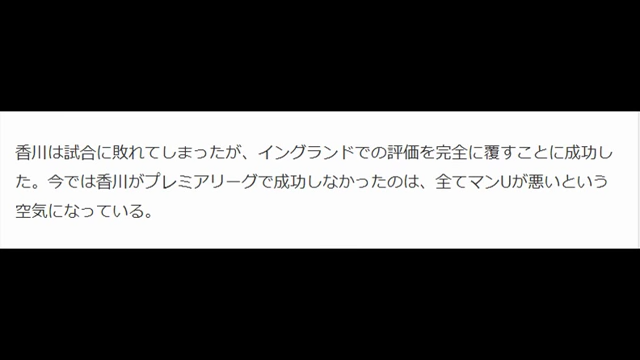 香川は試合に敗れてしまったが、イングランドでの評価を完全に覆すことに成功し
た。今では香川がプレミアリーグで成功しなかったのは、全てマンUが悪いという
空気になっている。